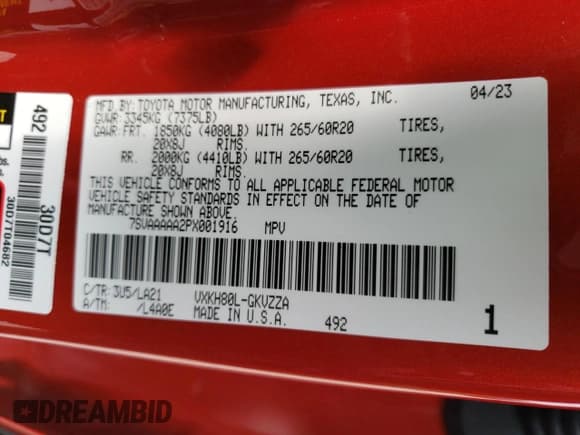 MFD.BY:TOYOTA MOTOR MANUFACTURING, TEXAS, INC. 04/23
GVWR:3345KG (7375LB)
GAWR:FRT. 1850KG (4080LB) WITH 265/60R20 TIRES,
20X8J RIMS.
RR. 2000KG (4410LB) WITH 265/60R20 TIRES,
20X8J RIMS.
THIS VEHICLE CONFORMS TO ALL APPLICABLE FEDERAL MOTOR
VEHICLE SAFETY STANDARDS IN EFFECT ON THE DATE OF
MANUFACTURE SHOWN ABOVE.
7SVAAAAA2PX001916 MPV
C/TR:3U5/LA21 VXKH80L-GKVZZA
A/TM: /L4A0E MADE IN U.S.A. 492
1
492
30D7T
30D7T04682
DREAMBID